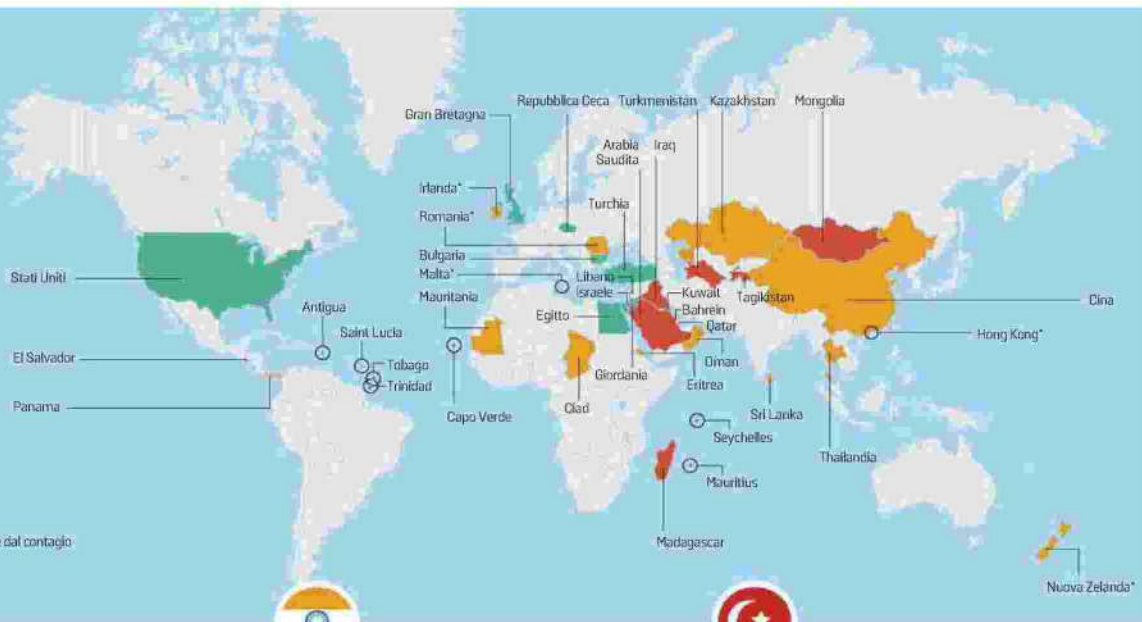 Repubblica Ceca
Turkmenistan
Kazakhstan
Mongolia
Gran Bretagna
Arabia
Saudita
Iraq
Irlanda*
Turchia
Romania*
Bulgaria
Malta*
Libano
Israele
Mauritania
Kuwait
Bahrein
Tagikistan
Stati Uniti
Cina
Antigua
Egitto
Qatar
Saint Lucia
Hong Kong*
El Salvador
Tobago
Trinidad
Oman
Giordania
Eritrea
Panama
Capo Verde
Ciad
Sri Lanka
Seychelles
Thailandia
Mauritius
dal contagio
Madagascar
Nuova Zelanda*